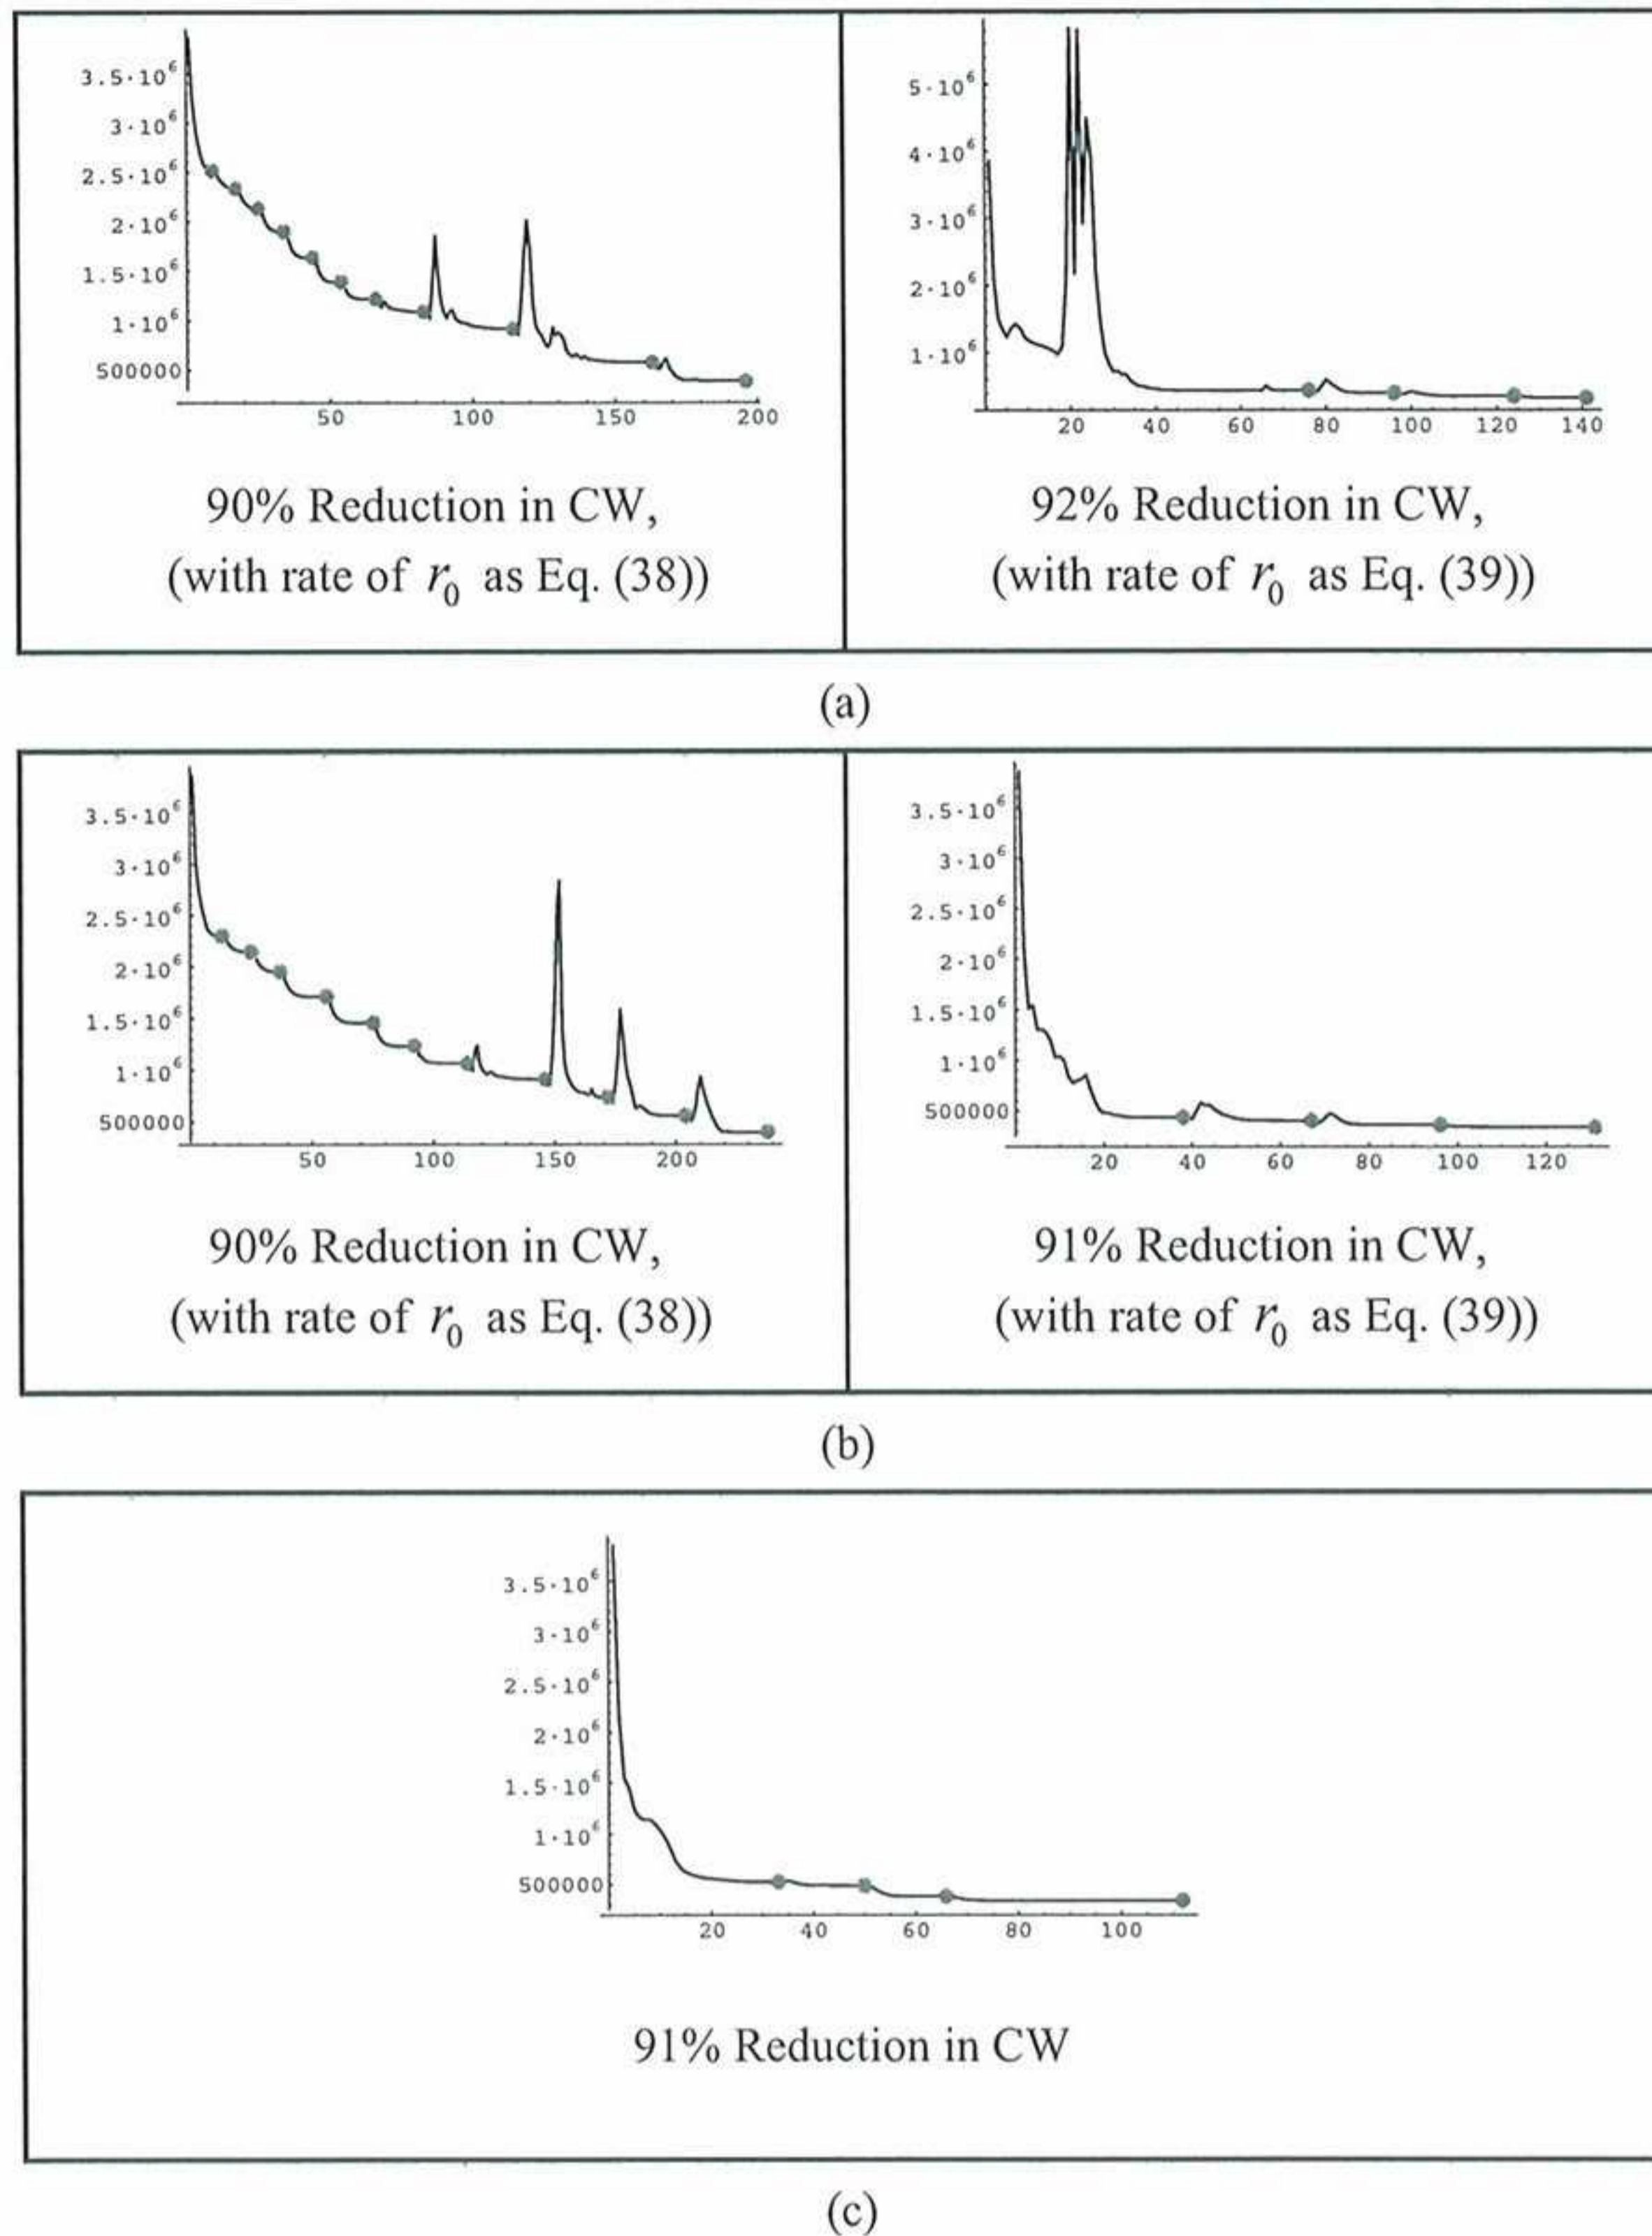 3.5·10⁶
3·10⁶
2.5·10⁶
2·10⁶
1.5·10⁶
1·10⁶
500000
50 100 150 200
90% Reduction in CW,
(with rate of r₀ as Eq. (38))
5·10⁶
4·10⁶
3·10⁶
2·10⁶
1·10⁶
20 40 60 80 100 120 140
92% Reduction in CW,
(with rate of r₀ as Eq. (39))
(a)
3.5·10⁶
3·10⁶
2.5·10⁶
2·10⁶
1.5·10⁶
1·10⁶
500000
50 100 150 200
90% Reduction in CW,
(with rate of r₀ as Eq. (38))
3.5·10⁶
3·10⁶
2.5·10⁶
2·10⁶
1.5·10⁶
1·10⁶
500000
20 40 60 80 100 120
91% Reduction in CW,
(with rate of r₀ as Eq. (39))
(b)
3.5·10⁶
3·10⁶
2.5·10⁶
2·10⁶
1.5·10⁶
1·10⁶
500000
20 40 60 80 100
91% Reduction in CW
(c)